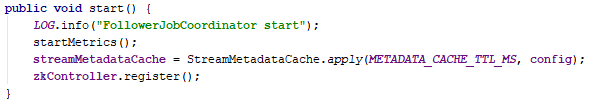 public void start() {
    LOG.info("FollowerJobCoordinator start");
    startMetrics();
    streamMetadataCache = StreamMetadataCache.apply(METADATA_CACHE_TTL_MS, config);
    zkController.register();
}